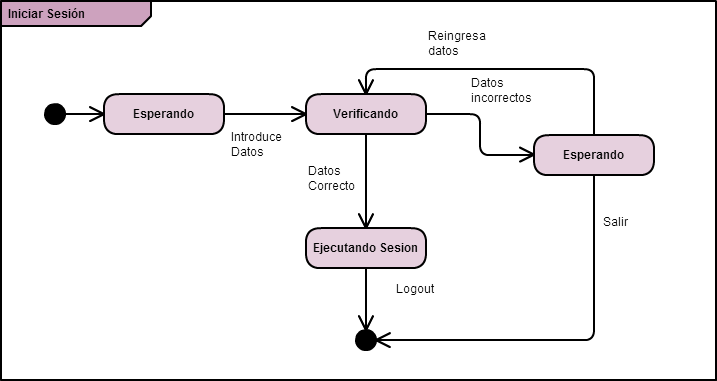 Iniciar Sesión
Reingresa
datos
Datos
incorrectos
Esperando
Verificando
Introduce
Datos
Esperando
Datos
Correcto
Salir
Ejecutando Sesion
Logout